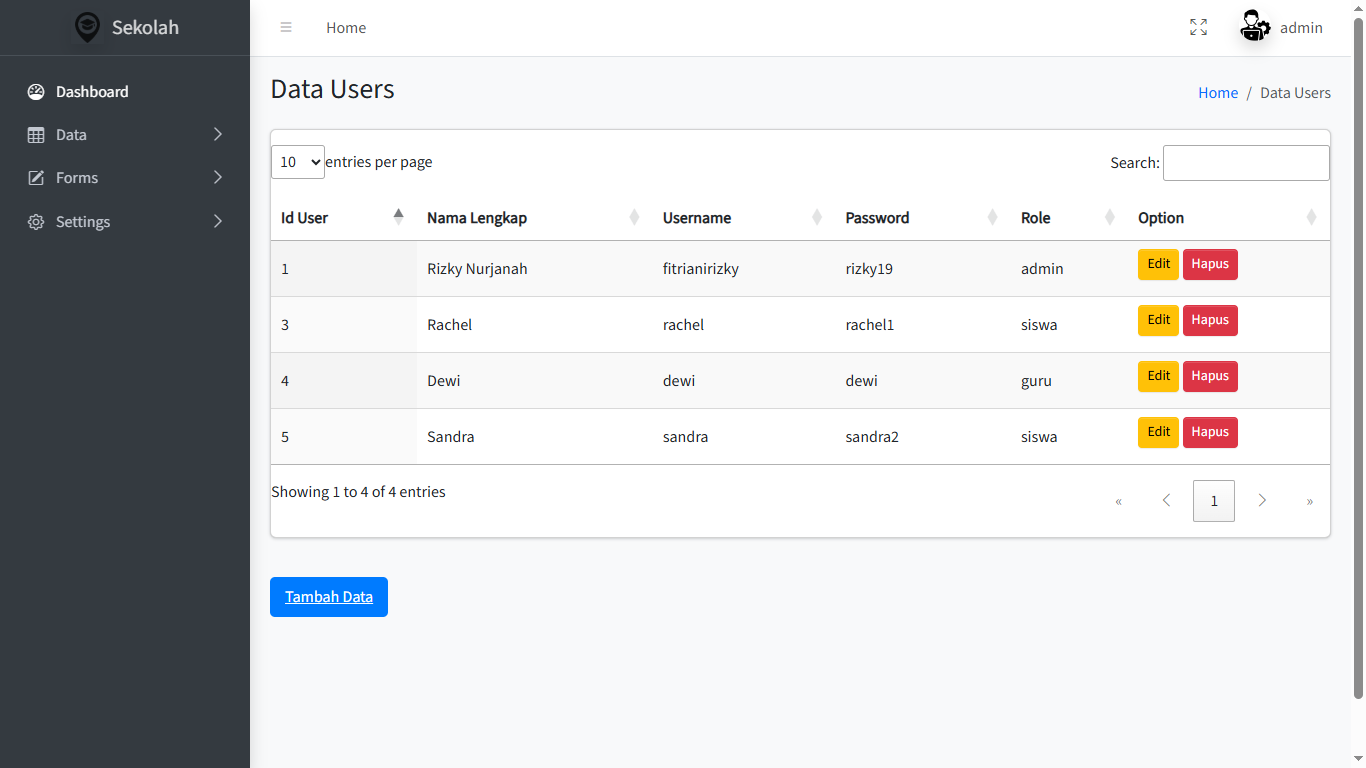 Sekolah
Home
admin
Dashboard
Data
Forms
Settings
Data Users
Home / Data Users
10 entries per page
Search:
Id User Nama Lengkap Username Password Role Option
1 Rizky Nurjanah fitrianirizky rizky19 admin Edit Hapus
3 Rachel rachel rachel1 siswa Edit Hapus
4 Dewi dewi dewi guru Edit Hapus
5 Sandra sandra sandra2 siswa Edit Hapus
Showing 1 to 4 of 4 entries
« 1 »
Tambah Data